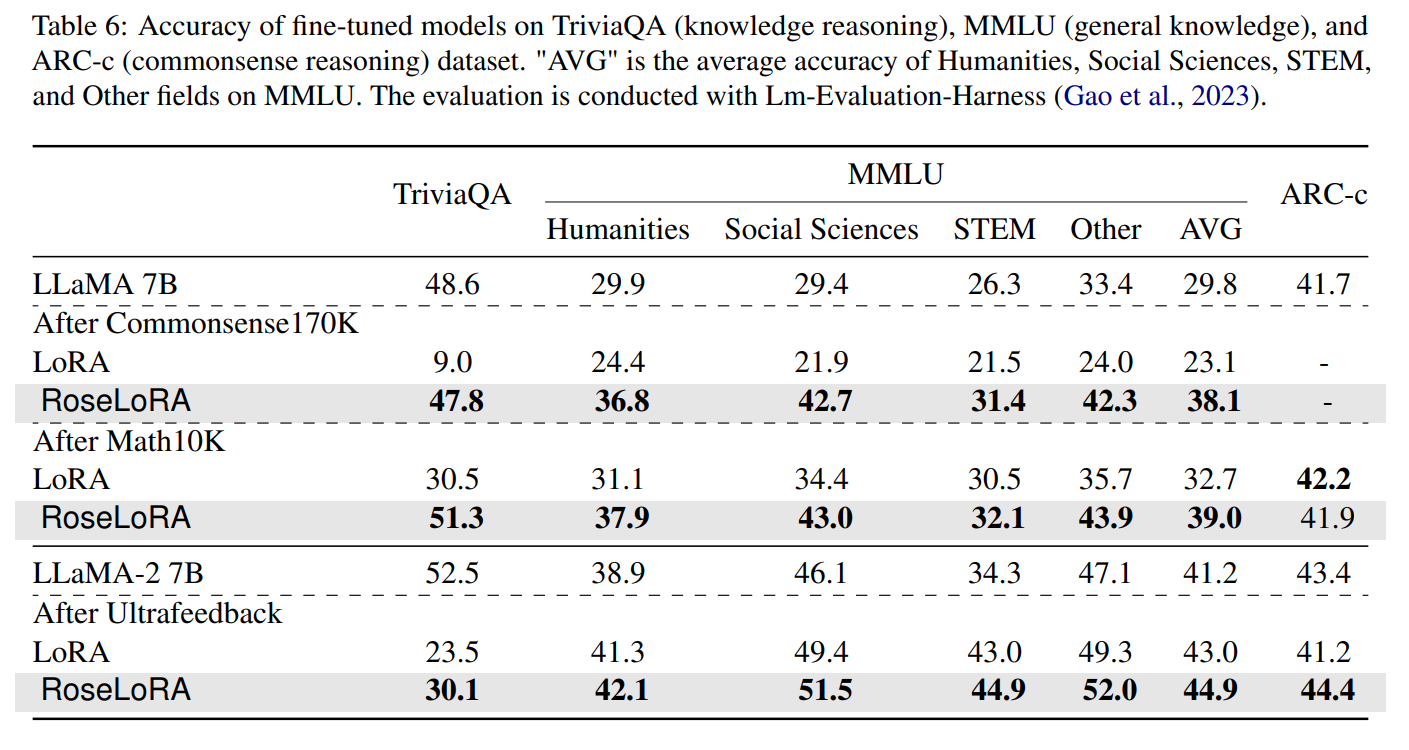 Table 6: Accuracy of fine-tuned models on TriviaQA (knowledge reasoning), MMLU (general knowledge), and
ARC-c (commonsense reasoning) dataset. "AVG" is the average accuracy of Humanities, Social Sciences, STEM,
and Other fields on MMLU. The evaluation is conducted with Lm-Evaluation-Harness (Gao et al., 2023).
TriviaQA MMLU ARC-c
Humanities Social Sciences STEM Other AVG
LLaMA 7B 48.6 29.9 29.4 26.3 33.4 29.8 41.7
After Commonsense170K
LoRA 9.0 24.4 21.9 21.5 24.0 23.1 -
RoseLoRA 47.8 36.8 42.7 31.4 42.3 38.1 -
After Math10K
LoRA 30.5 31.1 34.4 30.5 35.7 32.7 42.2
RoseLoRA 51.3 37.9 43.0 32.1 43.9 39.0 41.9
LLaMA-2 7B 52.5 38.9 46.1 34.3 47.1 41.2 43.4
After Ultrafeedback
LoRA 23.5 41.3 49.4 43.0 49.3 43.0 41.2
RoseLoRA 30.1 42.1 51.5 44.9 52.0 44.9 44.4